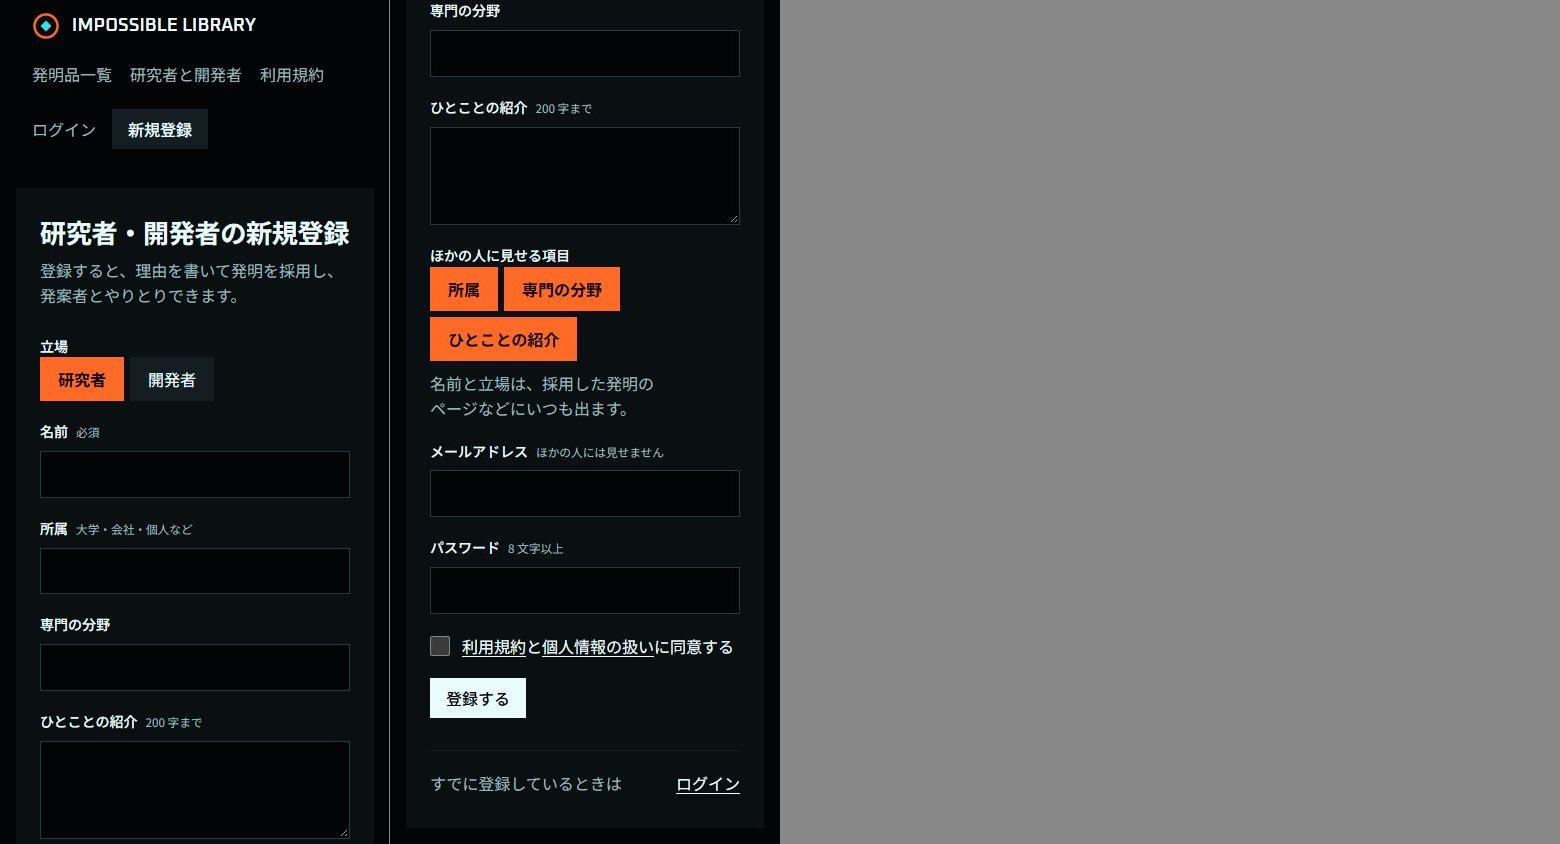 IMPOSSIBLE LIBRARY
発明品一覧 研究者と開発者 利用規約
ログイン 新規登録
研究者・開発者の新規登録
登録すると、理由を書いて発明を採用し、
発案者とやりとりできます。
立場
研究者 開発者
名前 必須
所属 大学・会社・個人など
専門の分野
ひとことの紹介 200 字まで
専門の分野
ひとことの紹介 200 字まで
ほかの人に見せる項目
所属 専門の分野
ひとことの紹介
名前と立場は、採用した発明の
ページなどにいつも出ます。
メールアドレス ほかの人には見せません
パスワード 8 文字以上
利用規約と個人情報の扱いに同意する
登録する
すでに登録しているときは ログイン